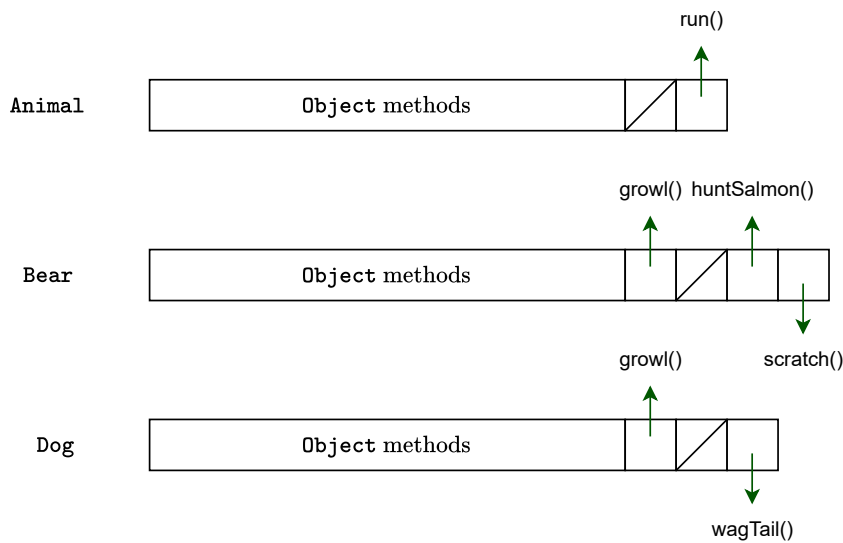 run()
Animal
Object methods
growl()
huntSalmon()
Bear
Object methods
scratch()
growl()
Dog
Object methods
wagTail()